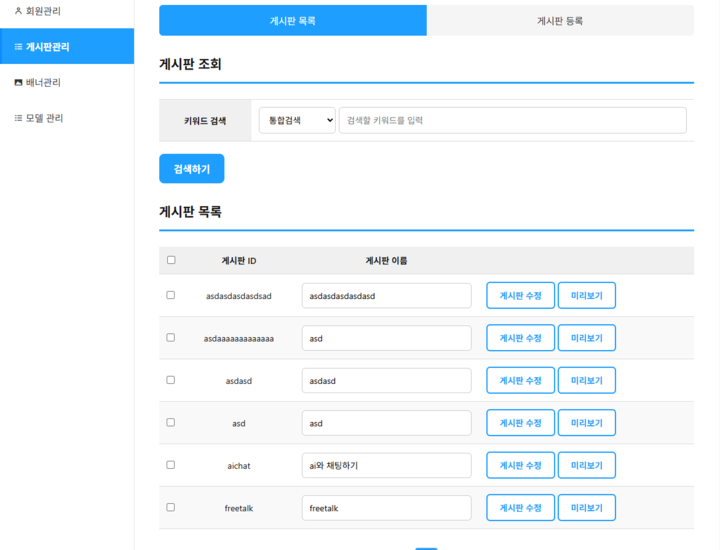 회원관리
게시판관리
배너관리
모델 관리
게시판 목록
게시판 등록
게시판 조회
키워드 검색
통합검색
검색할 키워드를 입력
검색하기
게시판 목록
게시판 ID 게시판 이름
asdasdasdasdsad asdasdasdasdasd 게시판 수정 미리보기
asdaaaaaaaaaaaaa asd 게시판 수정 미리보기
asdasd asdasd 게시판 수정 미리보기
asd asd 게시판 수정 미리보기
aichat ai와 채팅하기 게시판 수정 미리보기
freetalk freetalk 게시판 수정 미리보기